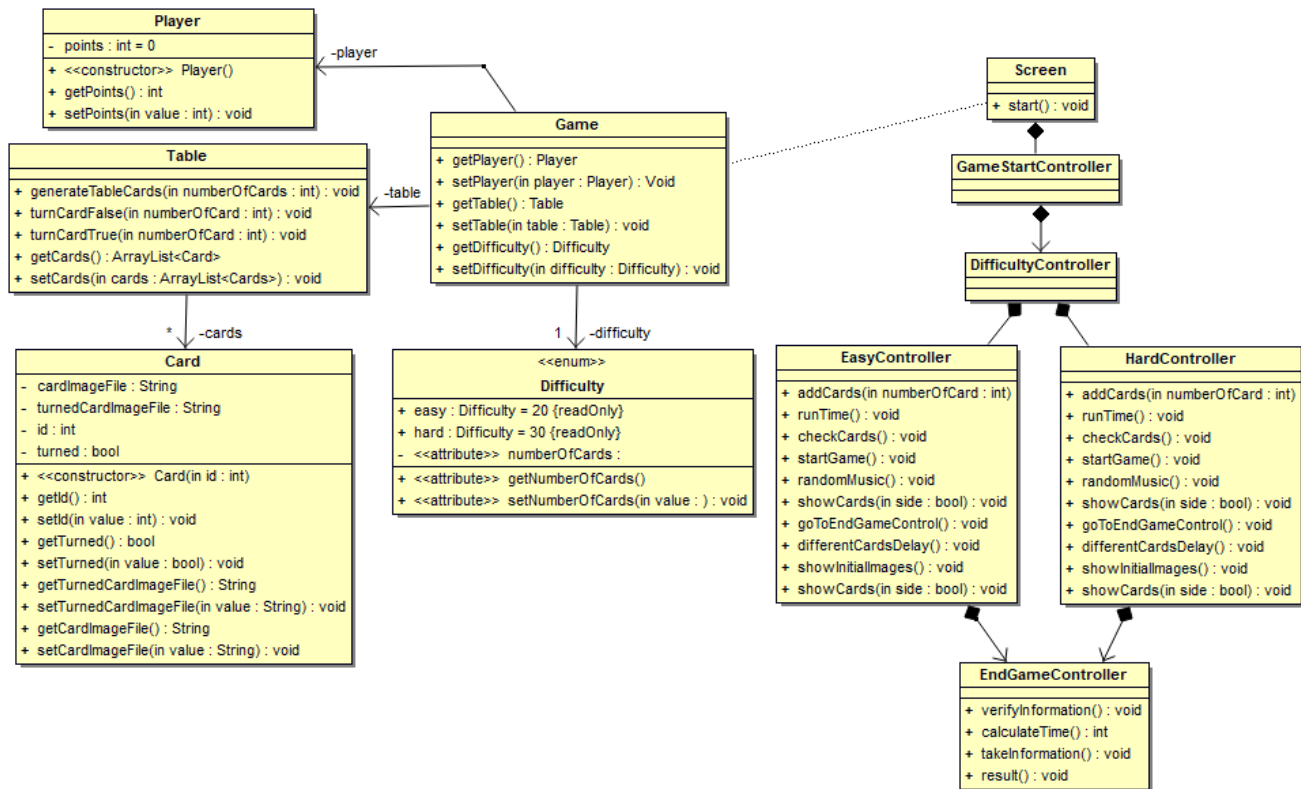 Player
- points : int = 0
+ <<constructor>> Player()
+ getPoints() : int
+ setPoints(in value : int) : void
-player
Table
+ generateTableCards(in numberOfCards : int) : void
+ turnCardFalse(in numberOfCard : int) : void
+ turnCardTrue(in numberOfCard : int) : void
+ getCards() : ArrayList<Card>
+ setCards(in cards : ArrayList<Cards>) : void
-table
Game
+ getPlayer() : Player
+ setPlayer(in player : Player) : Void
+ getTable() : Table
+ setTable(in table : Table) : void
+ getDifficulty() : Difficulty
+ setDifficulty(in difficulty : Difficulty) : void
* -cards
1 -difficulty
Card
- cardImageFile : String
- turnedCardImageFile : String
- id : int
- turned : bool
+ <<constructor>> Card(in id : int)
+ getId() : int
+ setId(in value : int) : void
+ getTurned() : bool
+ setTurned(in value : bool) : void
+ getTurnedCardImageFile() : String
+ setTurnedCardImageFile(in value : String) : void
+ getCardImageFile() : String
+ setCardImageFile(in value : String) : void
<<enum>>
Difficulty
+ easy : Difficulty = 20 {readOnly}
+ hard : Difficulty = 30 {readOnly}
- <<attribute>> numberOfCards :
+ <<attribute>> getNumberOfCards()
+ <<attribute>> setNumberOfCards(in value : ) : void
Screen
+ start() : void
GameStartController
DifficultyController
EasyController
+ addCards(in numberOfCard : int)
+ runTime() : void
+ checkCards() : void
+ startGame() : void
+ randomMusic() : void
+ showCards(in side : bool) : void
+ goToEndGameControl() : void
+ differentCardsDelay() : void
+ showInitialImages() : void
+ showCards(in side : bool) : void
HardController
+ addCards(in numberOfCard : int)
+ runTime() : void
+ checkCards() : void
+ startGame() : void
+ randomMusic() : void
+ showCards(in side : bool) : void
+ goToEndGameControl() : void
+ differentCardsDelay() : void
+ showInitialImages() : void
+ showCards(in side : bool) : void
EndGameController
+ verifyInformation() : void
+ calculateTime() : int
+ takeInformation() : void
+ result() : void